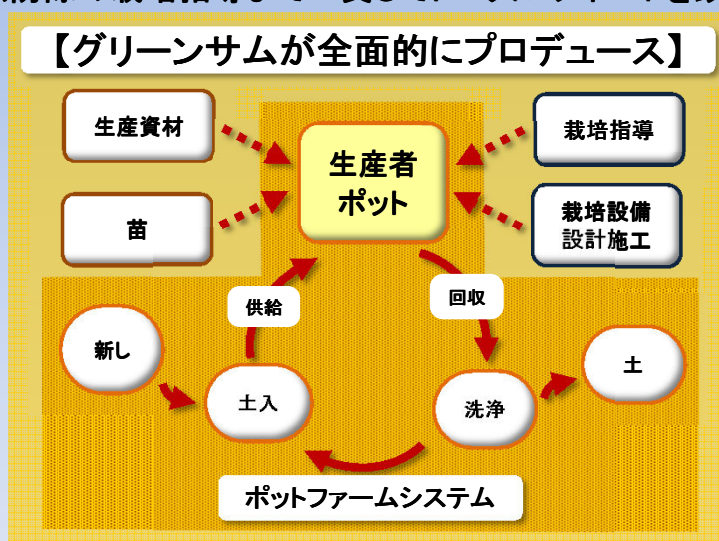 【グリーンサムが全面的にプロデュース】
生産資材
栽培指導
生産者
ポット
苗
栽培設備
設計施工
供給
回収
新し
土入
洗浄
土
ポットファームシステム